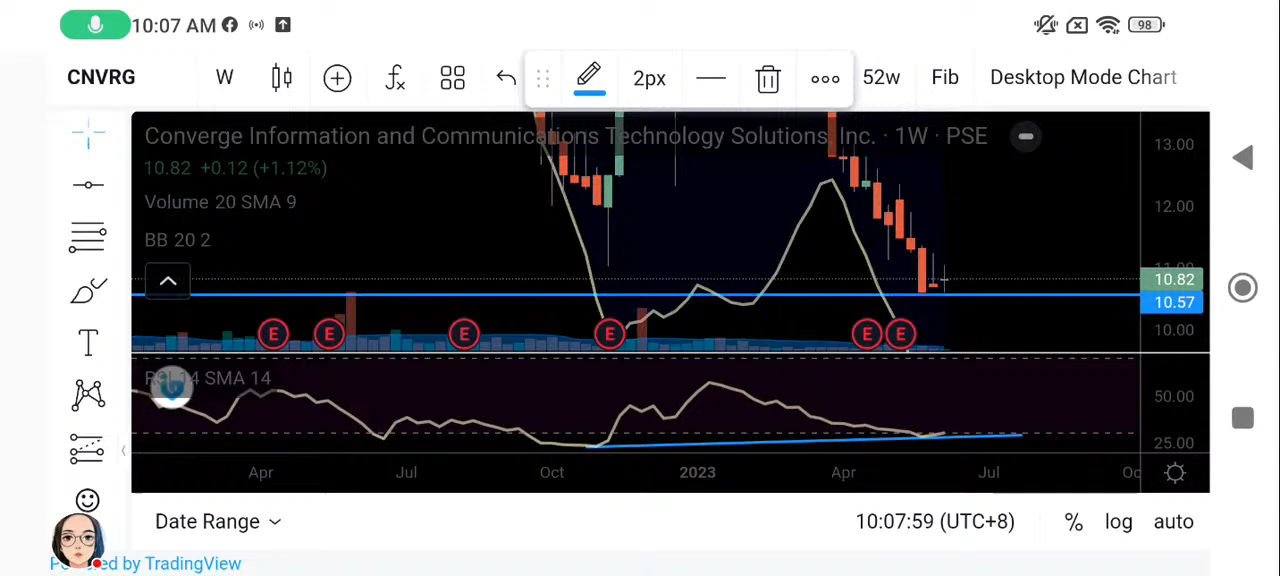 10:07 AM
98
CNVRG W 2px 52w Fib Desktop Mode Chart
Converge Information and Communications Technology Solutions, Inc. · 1W · PSE
10.82 +0.12 (+1.12%)
Volume 20 SMA 9
BB 20 2
13.00
12.00
11.00
10.82
10.57
10.00
E E E E E E
RSI 14 SMA 14
50.00
25.00
Apr Jul Oct 2023 Apr Jul Oc
Date Range 10:07:59 (UTC+8) % log auto
by TradingView